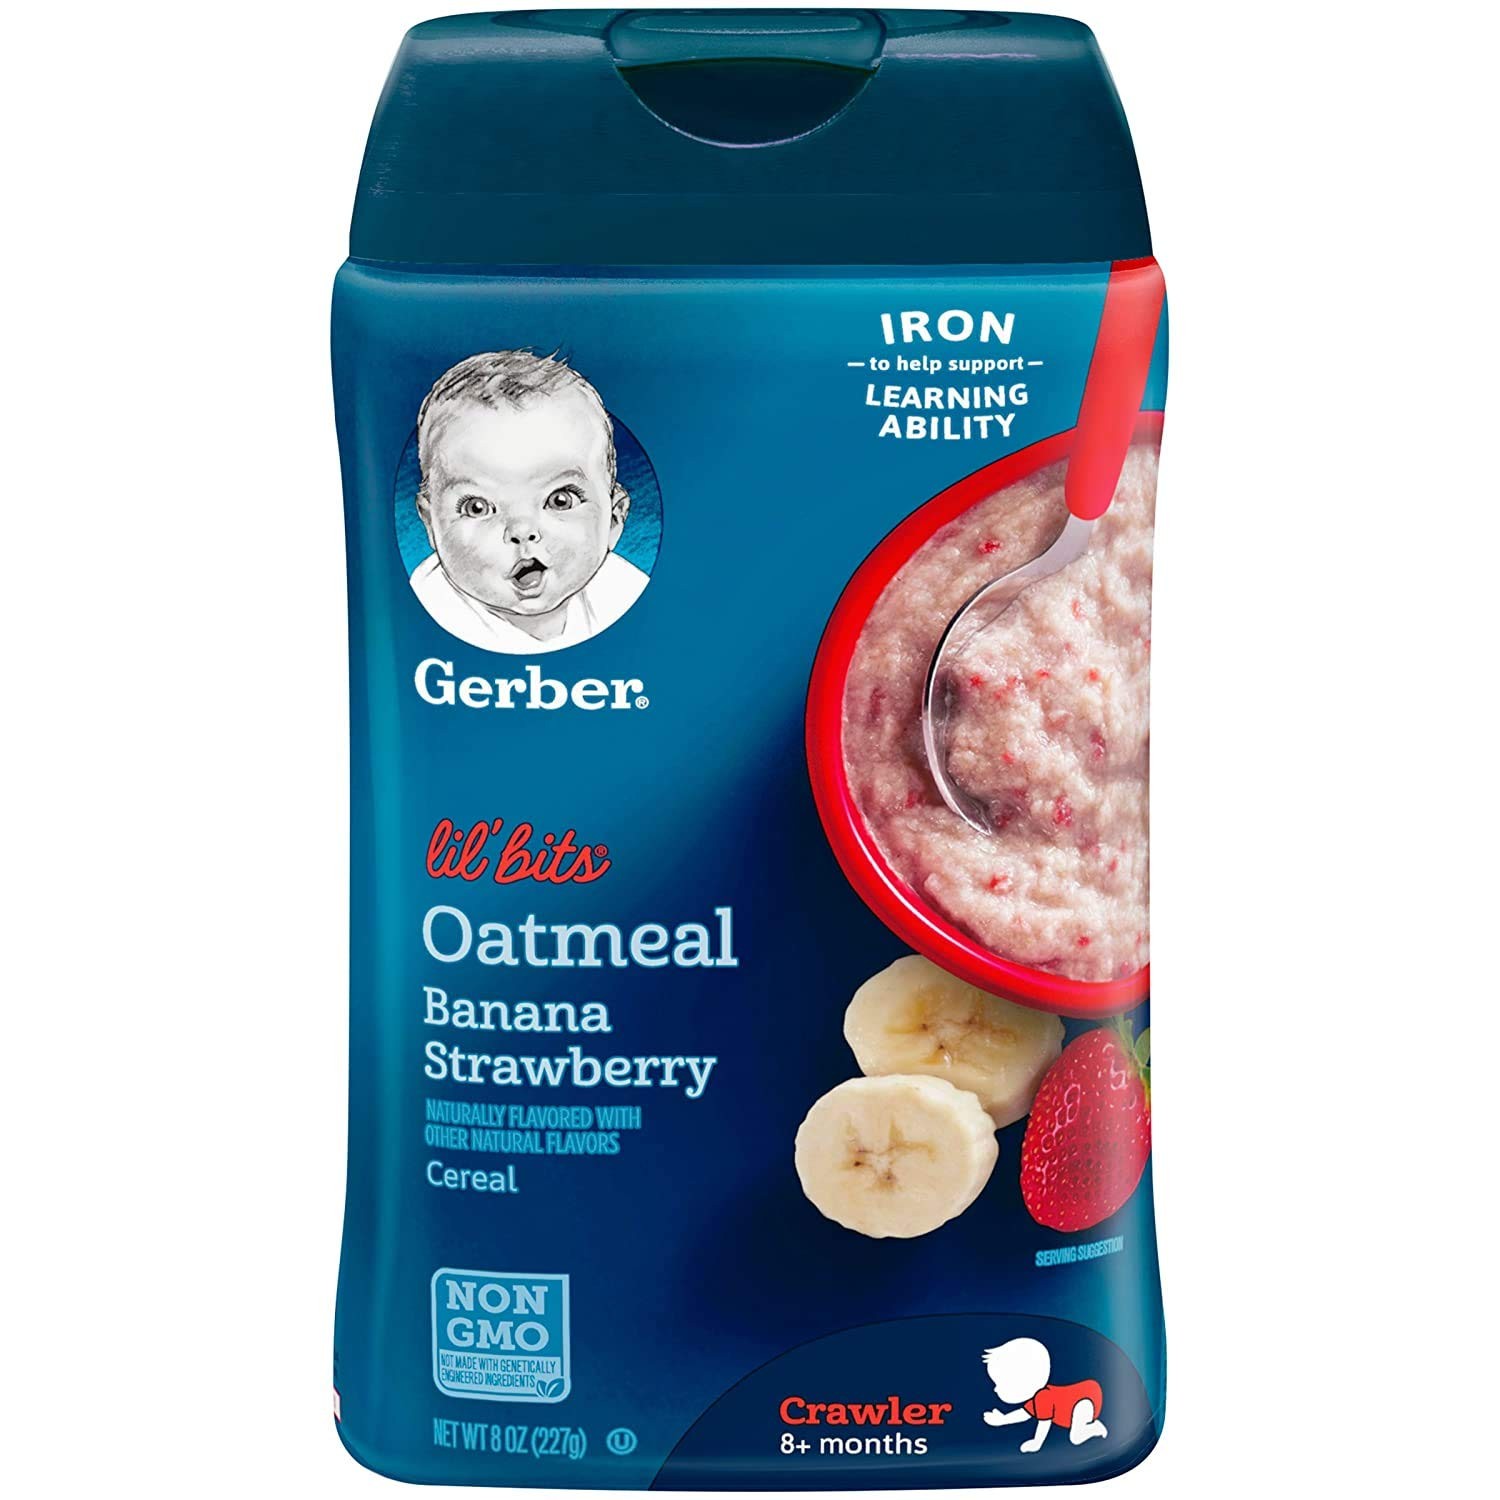 IRON
– to help support –
LEARNING
ABILITY
Gerber®
lil' bits®
Oatmeal
Banana
Strawberry
NATURALLY FLAVORED WITH
OTHER NATURAL FLAVORS
Cereal
SERVING SUGGESTION
NON
GMO
NOT MADE WITH GENETICALLY
ENGINEERED INGREDIENTS
NET WT 8 OZ (227g) U
Crawler
8+ months